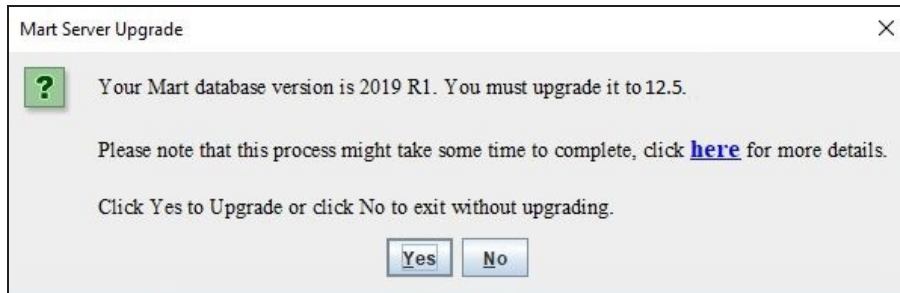 Mart Server Upgrade
?
Your Mart database version is 2019 R1. You must upgrade it to 12.5.
Please note that this process might take some time to complete, click here for more details.
Click Yes to Upgrade or click No to exit without upgrading.
Yes No